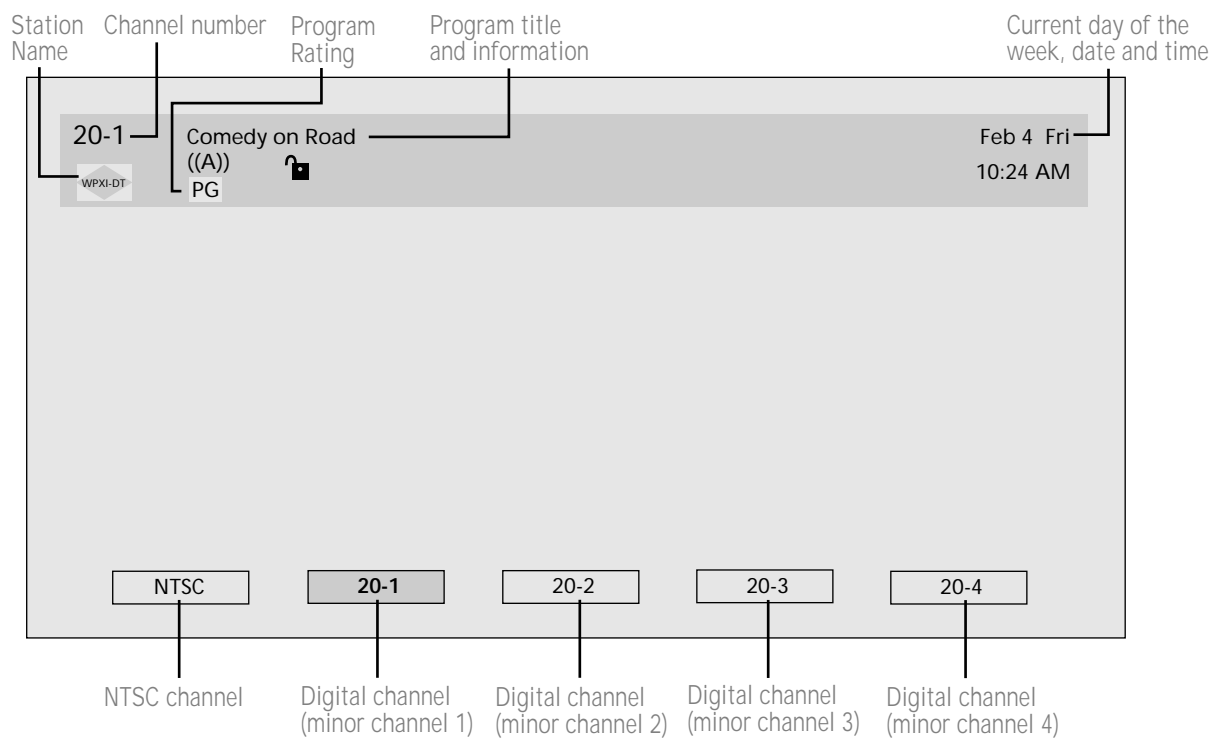 Station Name
Channel number
Program Rating
Program title and information
Current day of the week, date and time
20-1
Comedy on Road
Feb 4 Fri
((A))
10:24 AM
WPXI-DT
PG
NTSC
20-1
20-2
20-3
20-4
NTSC channel
Digital channel (minor channel 1)
Digital channel (minor channel 2)
Digital channel (minor channel 3)
Digital channel (minor channel 4)